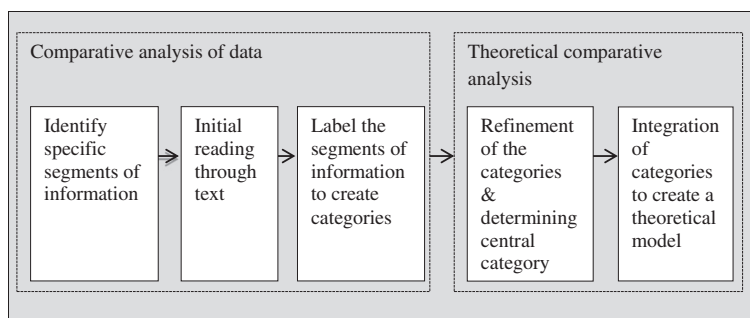 Comparative analysis of data
Identify
specific
segments of
information
Initial
reading
through
text
Label the
segments of
information
to create
categories
Theoretical comparative
analysis
Refinement
of the
categories
&
determining
central
category
Integration
of
categories
to create a
theoretical
model